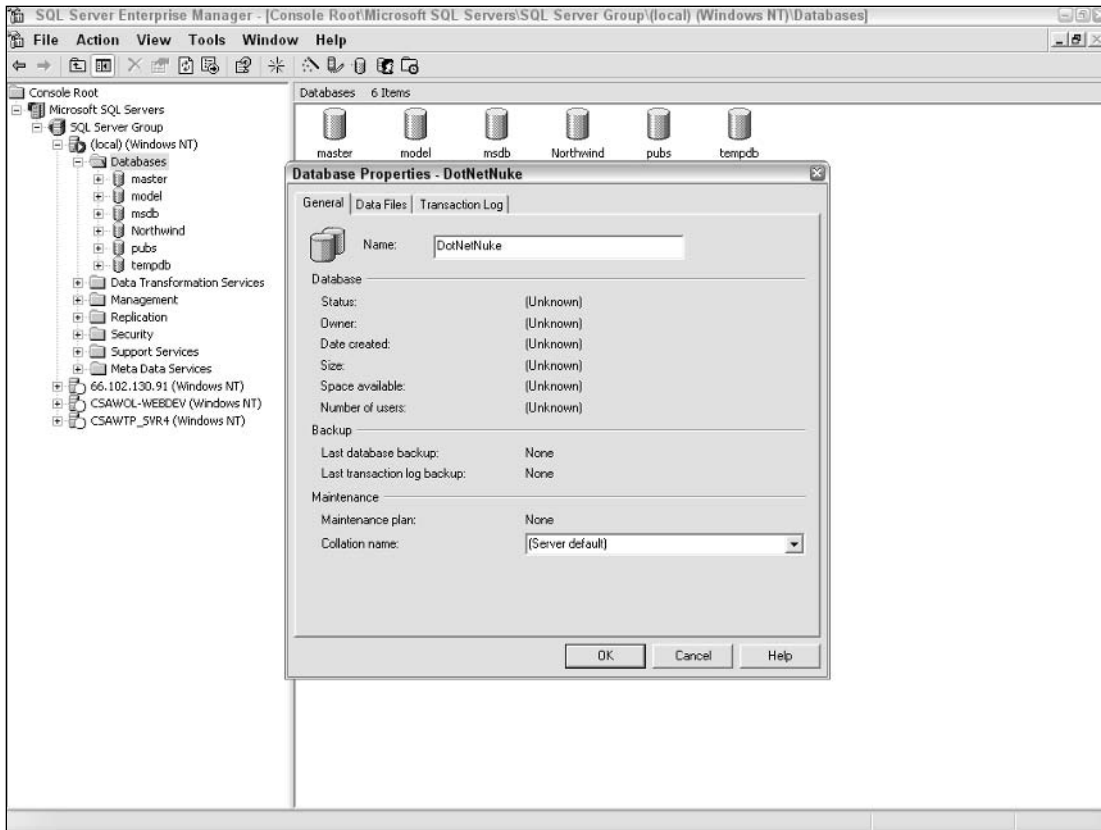 SQL Server Enterprise Manager - [Console Root\Microsoft SQL Servers\SQL Server Group\(local) (Windows NT)\Databases]
File Action View Tools Window Help
Console Root
Microsoft SQL Servers
SQL Server Group
(local) (Windows NT)
Databases
master
model
msdb
Northwind
pubs
tempdb
Data Transformation Services
Management
Replication
Security
Support Services
Meta Data Services
66.102.130.91 (Windows NT)
CSAWOL-WEBDEV (Windows NT)
CSAWTP_SVR4 (Windows NT)
Databases 6 Items
master model msdb Northwind pubs tempdb
Database Properties - DotNetNuke
General Data Files Transaction Log
Name: DotNetNuke
Database
Status: (Unknown)
Owner: (Unknown)
Date created: (Unknown)
Size: (Unknown)
Space available: (Unknown)
Number of users: (Unknown)
Backup
Last database backup: None
Last transaction log backup: None
Maintenance
Maintenance plan: None
Collation name: (Server default)
OK Cancel Help